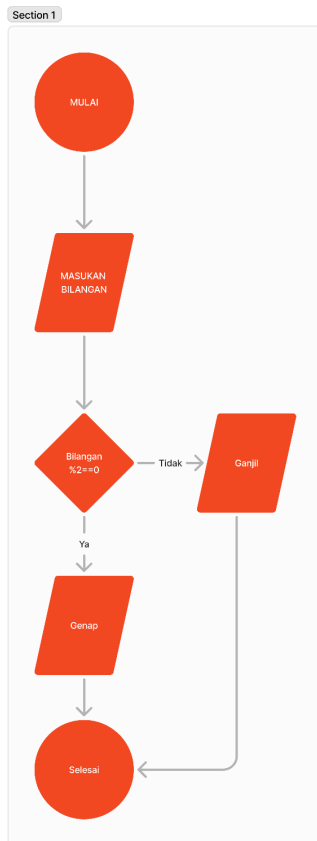 Section 1
MULAI
MASUKAN
BILANGAN
Bilangan
%2==0
Tidak
Ganjil
Ya
Genap
Selesai